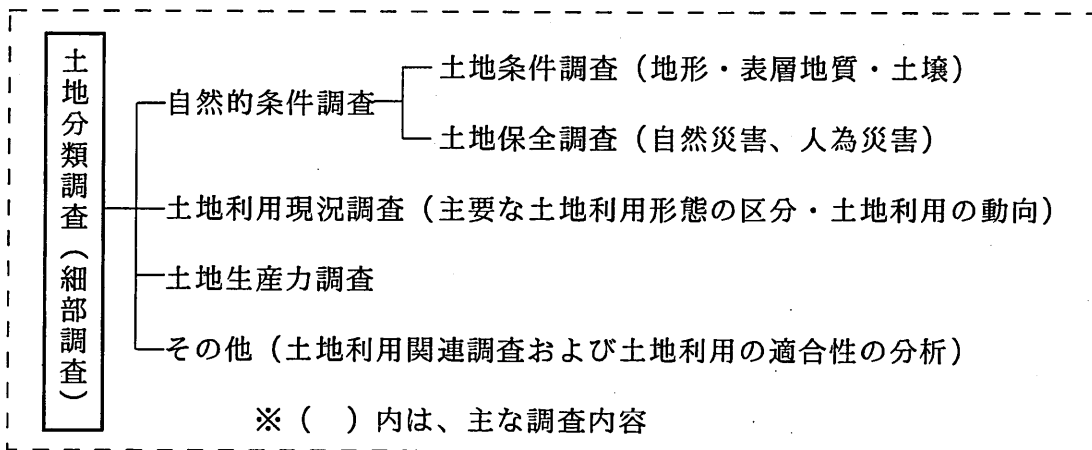 土地分類調査（細部調査）
自然的条件調査
土地条件調査（地形・表層地質・土壌）
土地保全調査（自然災害、人為災害）
土地利用現況調査（主要な土地利用形態の区分・土地利用の動向）
土地生産力調査
その他（土地利用関連調査および土地利用の適合性の分析）
※（　）内は、主な調査内容